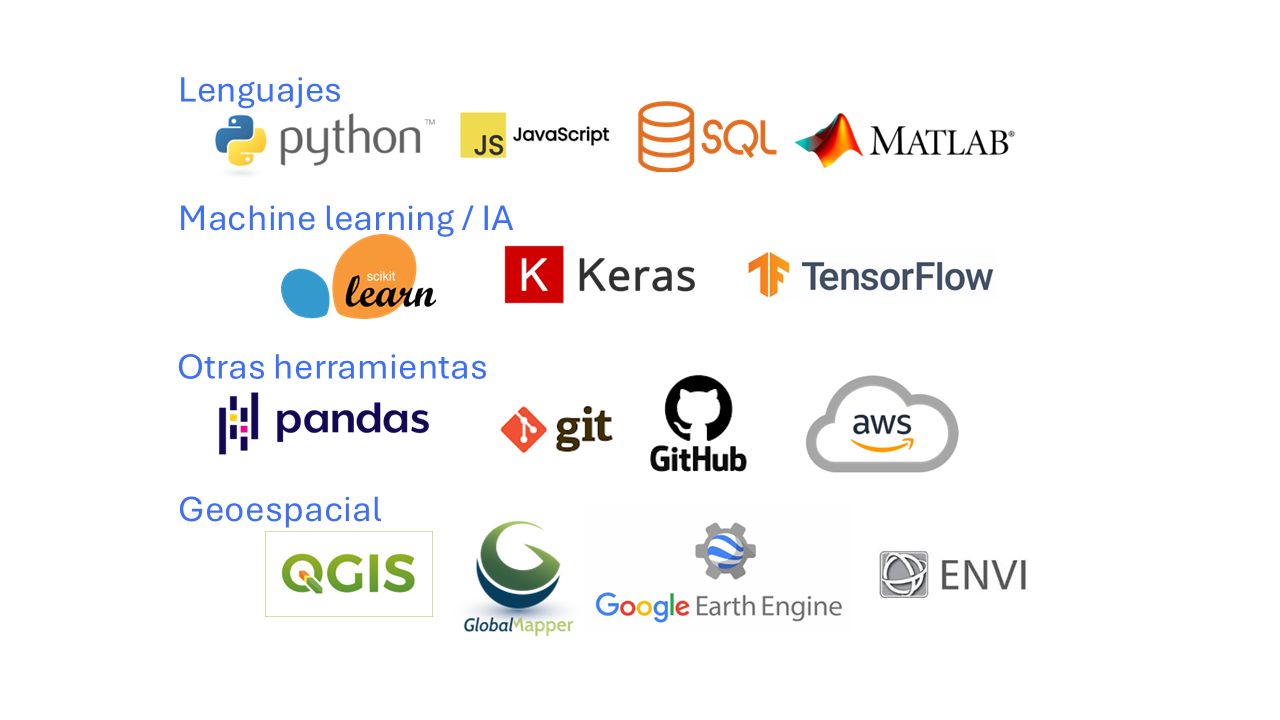 Lenguajes
python™ JS JavaScript SQL MATLAB®
Machine learning / IA
scikit
learn K Keras TensorFlow
Otras herramientas
pandas git GitHub aws
Geoespacial
QGIS GlobalMapper Google Earth Engine ENVI